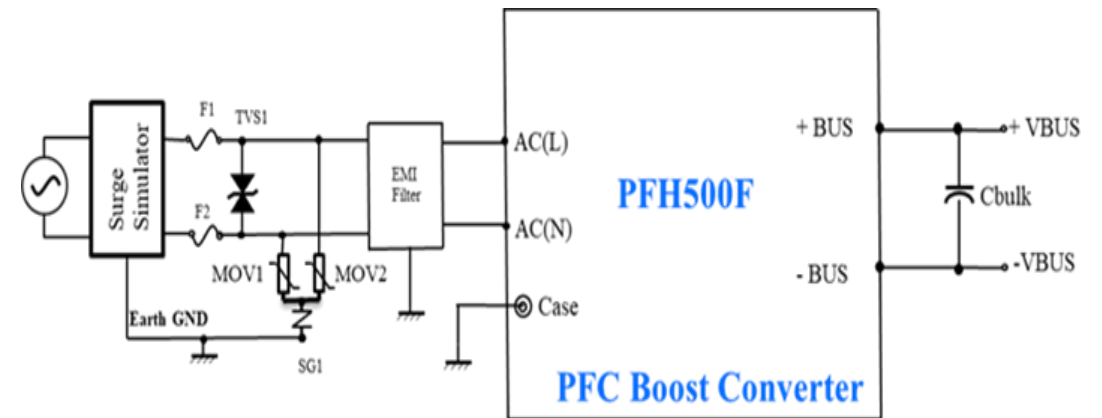 Surge
Simulator
F1
TVS1
F2
MOV1
MOV2
Earth GND
SG1
EMI
Filter
AC(L)
AC(N)
Case
PFH500F
+ BUS
- BUS
PFC Boost Converter
+ VBUS
Cbulk
-VBUS